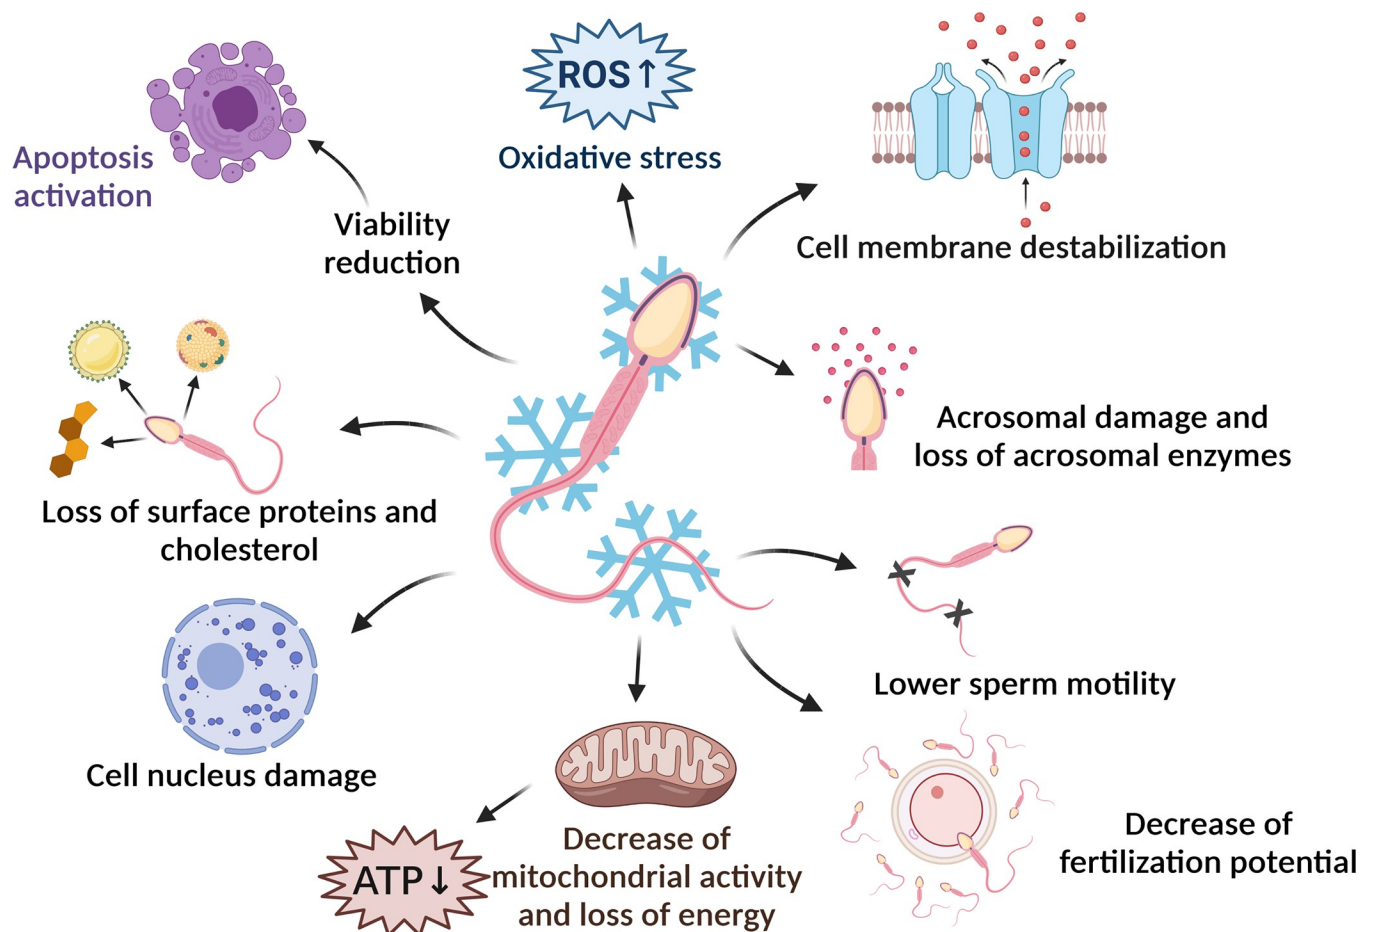 ROS↑
Oxidative stress
Apoptosis
activation
Viability
reduction
Cell membrane destabilization
Acrosomal damage and
loss of acrosomal enzymes
Loss of surface proteins and
cholesterol
Lower sperm motility
Cell nucleus damage
Decrease of
mitochondrial activity
and loss of energy
ATP↓
Decrease of
fertilization potential